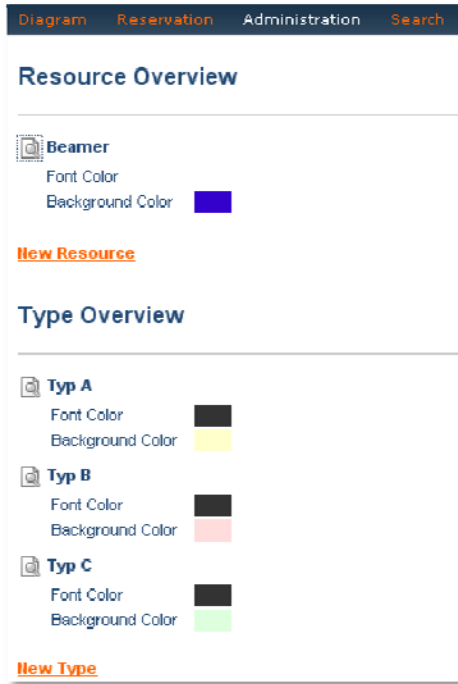 Diagram Reservation Administration Search
Resource Overview
Beamer
Font Color
Background Color
New Resource
Type Overview
Typ A
Font Color
Background Color
Typ B
Font Color
Background Color
Typ C
Font Color
Background Color
New Type